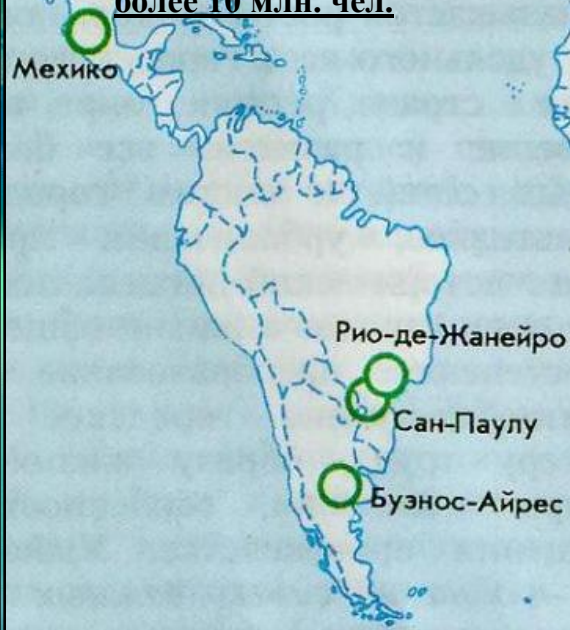 более 10 млн. чел.
Мехико
Рио-де-Жанейро
Сан-Паулу
Буэнос-Айрес